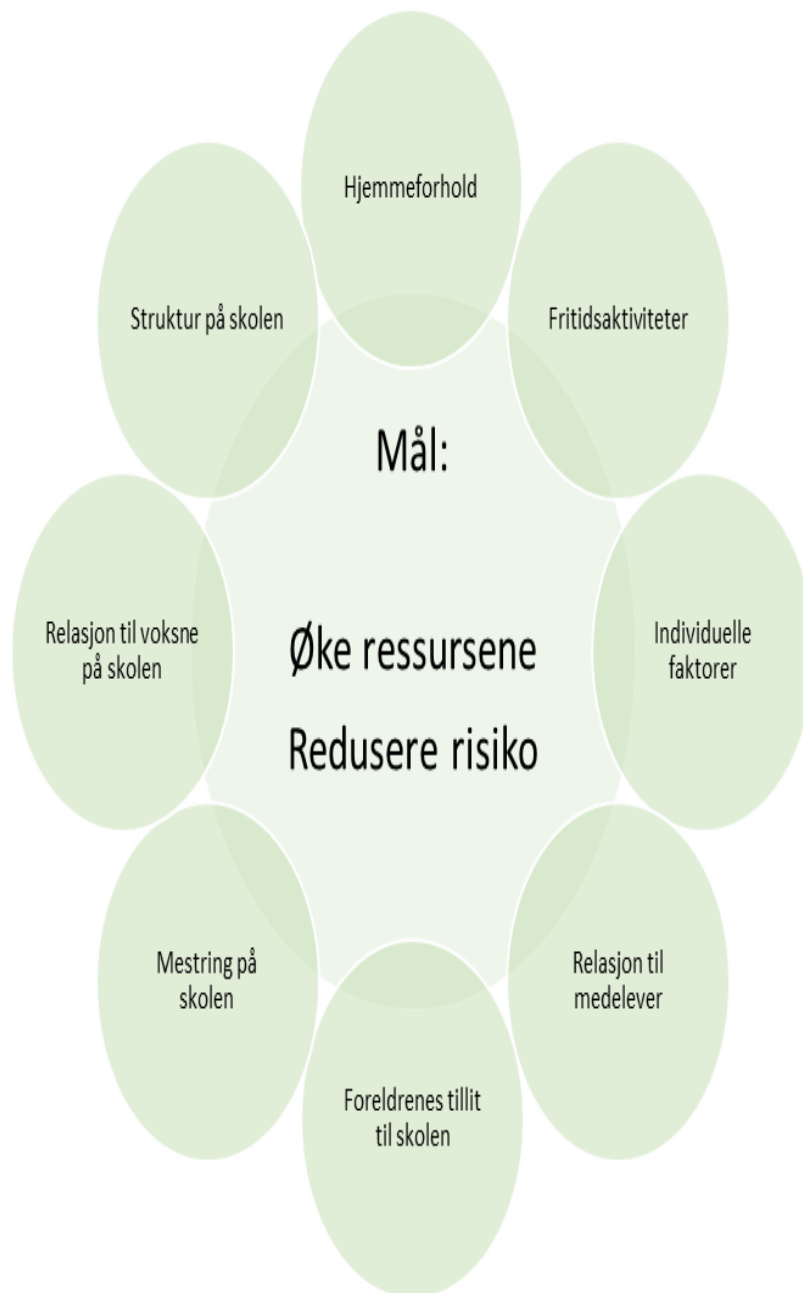 Hjemmeforhold
Fritidsaktiviteter
Individuelle
faktorer
Relasjon til
medelever
Foreldrenes tillit
til skolen
Mestring på
skolen
Relasjon til voksne
på skolen
Struktur på skolen
Mål:
Øke ressursene
Redusere risiko